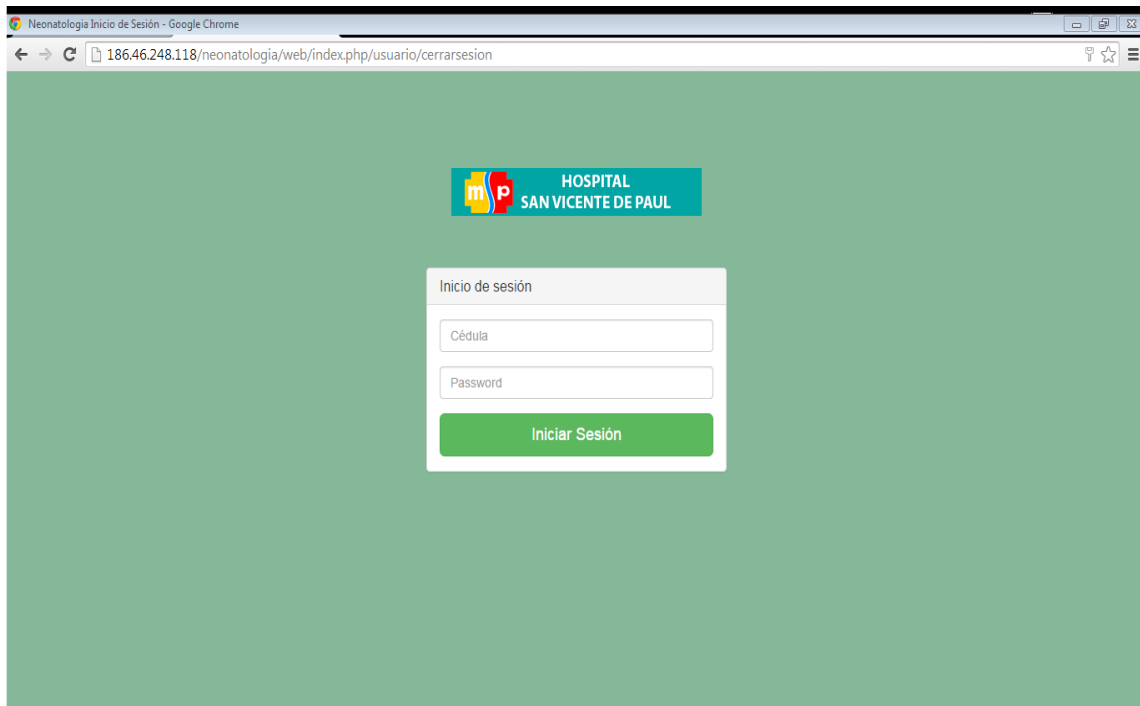 Neonatologia Inicio de Sesión - Google Chrome
186.46.248.118/neonatologia/web/index.php/usuario/cerrarsesion
msp
HOSPITAL
SAN VICENTE DE PAUL
Inicio de sesión
Cédula
Password
Iniciar Sesión